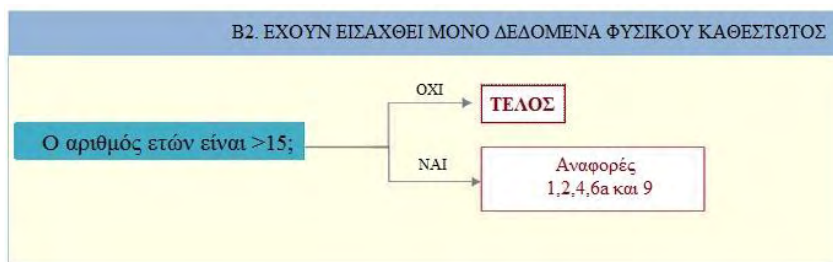 Β2. ΕΧΟΥΝ ΕΙΣΑΧΘΕΙ ΜΟΝΟ ΔΕΔΟΜΕΝΑ ΦΥΣΙΚΟΥ ΚΑΘΕΣΤΩΤΟΣ
ΟΧΙ
ΤΕΛΟΣ
Ο αριθμός ετών είναι >15;
ΝΑΙ
Αναφορές
1,2,4,6a και 9